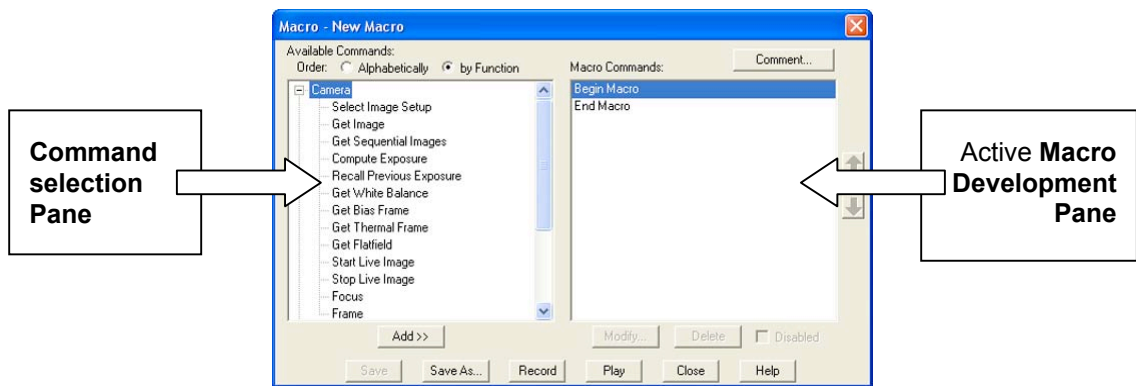 Macro - New Macro
Available Commands:
Order: Alphabetically by Function
Macro Commands:
Comment...
Camera
Select Image Setup
Get Image
Get Sequential Images
Compute Exposure
Recall Previous Exposure
Get White Balance
Get Bias Frame
Get Thermal Frame
Get Flatfield
Start Live Image
Stop Live Image
Focus
Frame
Begin Macro
End Macro
Command
selection
Pane
Active Macro
Development
Pane
Add >>
Modify... Delete Disabled
Save Save As... Record Play Close Help